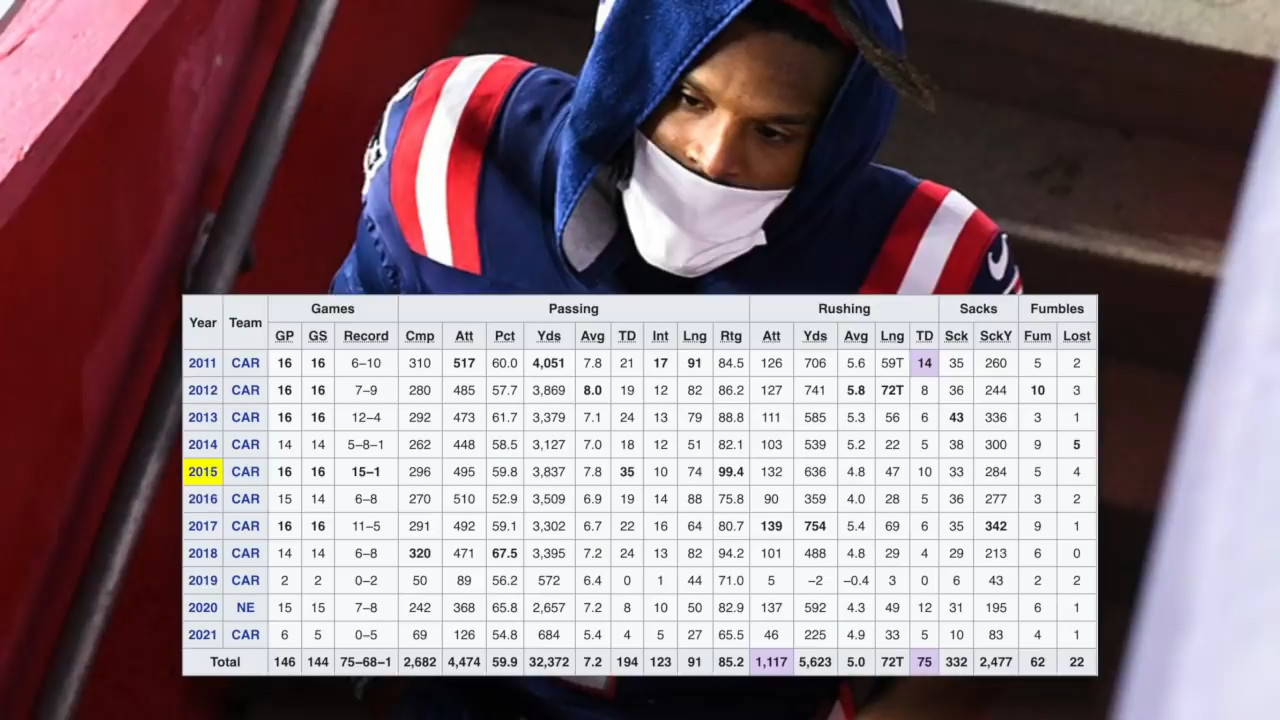 Year Team Games Passing Rushing Sacks Fumbles
GP GS Record Cmp Att Pct Yds Avg TD Int Lng Rtg Att Yds Avg Lng TD Sck SckY Fum Lost
2011 CAR 16 16 6–10 310 517 60.0 4,051 7.8 21 17 91 84.5 126 706 5.6 59T 14 35 260 5 2
2012 CAR 16 16 7–9 280 485 57.7 3,869 8.0 19 12 82 86.2 127 741 5.8 72T 8 36 244 10 3
2013 CAR 16 16 12–4 292 473 61.7 3,379 7.1 24 13 79 88.8 111 585 5.3 56 6 43 336 3 1
2014 CAR 14 14 5–8–1 262 448 58.5 3,127 7.0 18 12 51 82.1 103 539 5.2 22 5 38 300 9 5
2015 CAR 16 16 15–1 296 495 59.8 3,837 7.8 35 10 74 99.4 132 636 4.8 47 10 33 284 5 4
2016 CAR 15 14 6–8 270 510 52.9 3,509 6.9 19 14 88 75.8 90 359 4.0 28 5 36 277 3 2
2017 CAR 16 16 11–5 291 492 59.1 3,302 6.7 22 16 64 80.7 139 754 5.4 69 6 35 342 9 1
2018 CAR 14 14 6–8 320 471 67.5 3,395 7.2 24 13 82 94.2 101 488 4.8 29 4 29 213 6 0
2019 CAR 2 2 0–2 50 89 56.2 572 6.4 0 1 44 71.0 5 –2 –0.4 3 0 6 43 2 2
2020 NE 15 15 7–8 242 368 65.8 2,657 7.2 8 10 50 82.9 137 592 4.3 49 12 31 195 6 1
2021 CAR 6 5 0–5 69 126 54.8 684 5.4 4 5 27 65.5 46 225 4.9 33 5 10 83 4 1
Total 146 144 75–68–1 2,682 4,474 59.9 32,372 7.2 194 123 91 85.2 1,117 5,623 5.0 72T 75 332 2,477 62 22